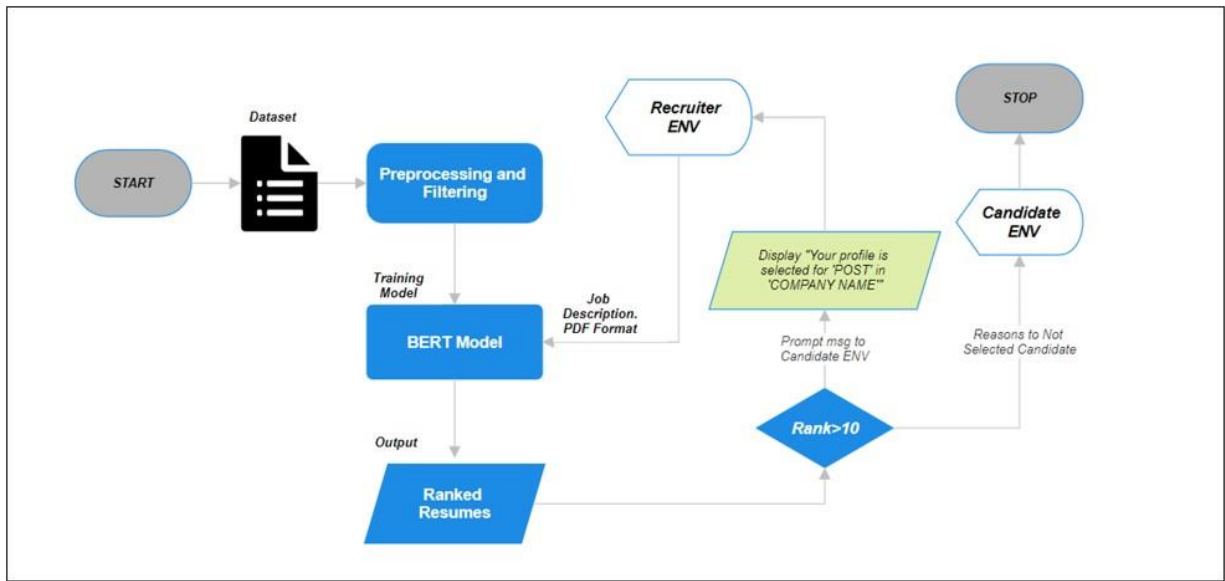 START
Dataset
Preprocessing and
Filtering
Training
Model
BERT Model
Output
Ranked
Resumes
Recruiter
ENV
Job
Description.
PDF Format
Display "Your profile is
selected for 'POST' in
'COMPANY NAME'"
Prompt msg to
Candidate ENV
Rank>10
Reasons to Not
Selected Candidate
Candidate
ENV
STOP